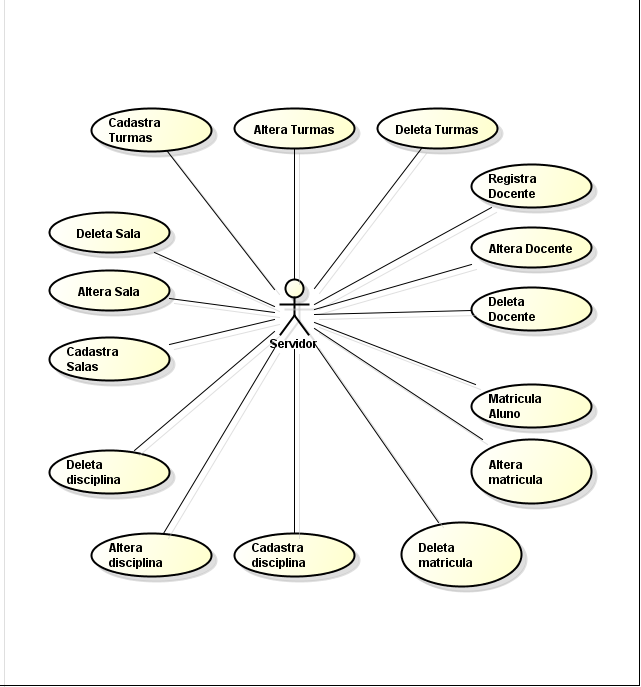 Cadastra
Turmas
Altera Turmas
Deleta Turmas
Registra
Docente
Deleta Sala
Altera Docente
Altera Sala
Deleta
Docente
Servidor
Cadastra
Salas
Matricula
Aluno
Deleta
disciplina
Altera
matricula
Altera
disciplina
Cadastra
disciplina
Deleta
matricula